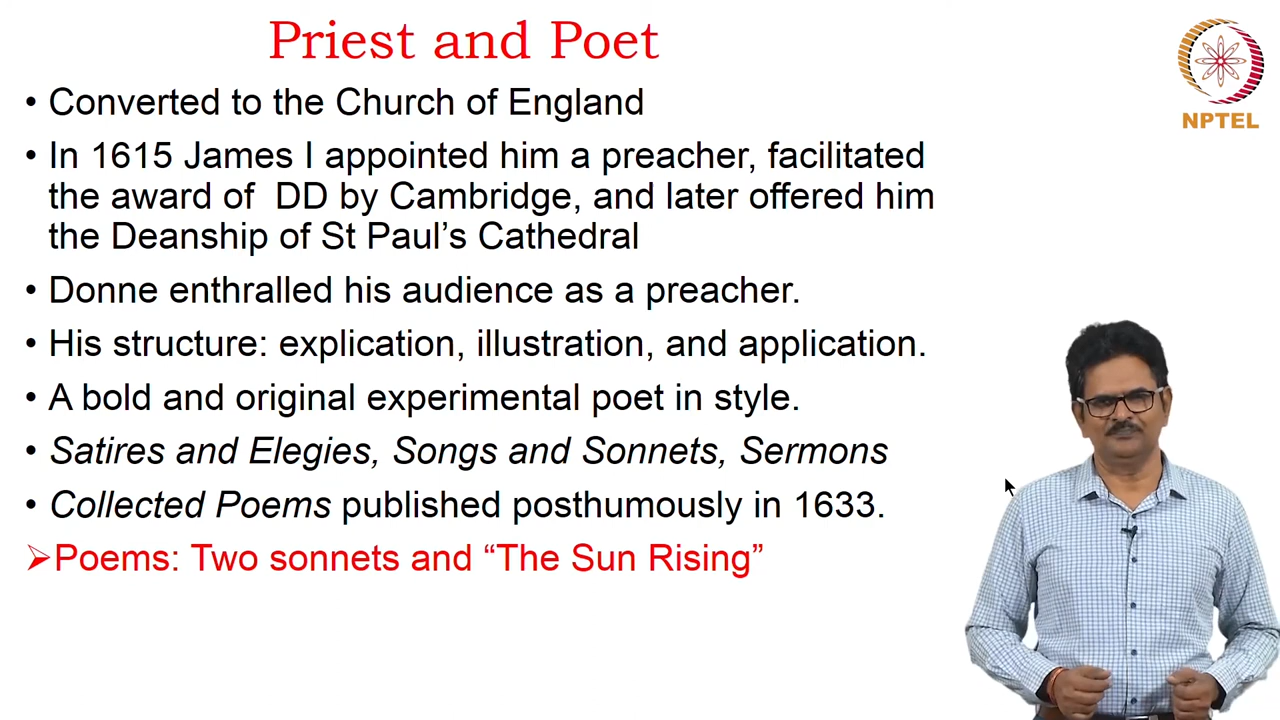 Priest and Poet
NPTEL
• Converted to the Church of England
• In 1615 James I appointed him a preacher, facilitated
the award of DD by Cambridge, and later offered him
the Deanship of St Paul’s Cathedral
• Donne enthralled his audience as a preacher.
• His structure: explication, illustration, and application.
• A bold and original experimental poet in style.
• Satires and Elegies, Songs and Sonnets, Sermons
• Collected Poems published posthumously in 1633.
➢Poems: Two sonnets and “The Sun Rising”